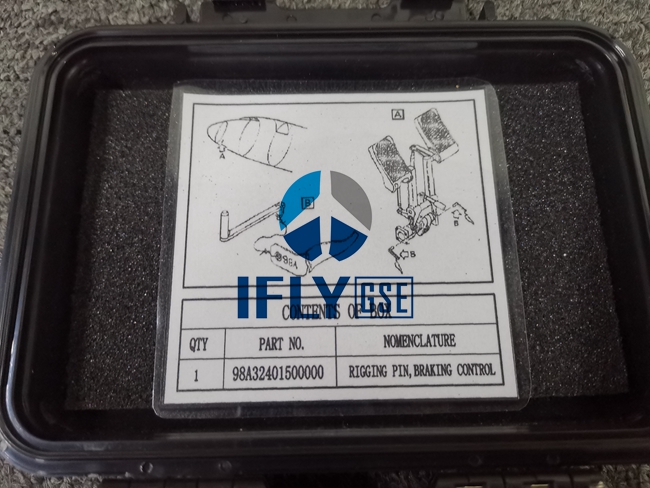 A
A
B
B
B
IFLY GSE
CONTENTS OF BOX
QTY PART NO. NOMENCLATURE
1 98A32401500000 RIGGING PIN, BRAKING CONTROL